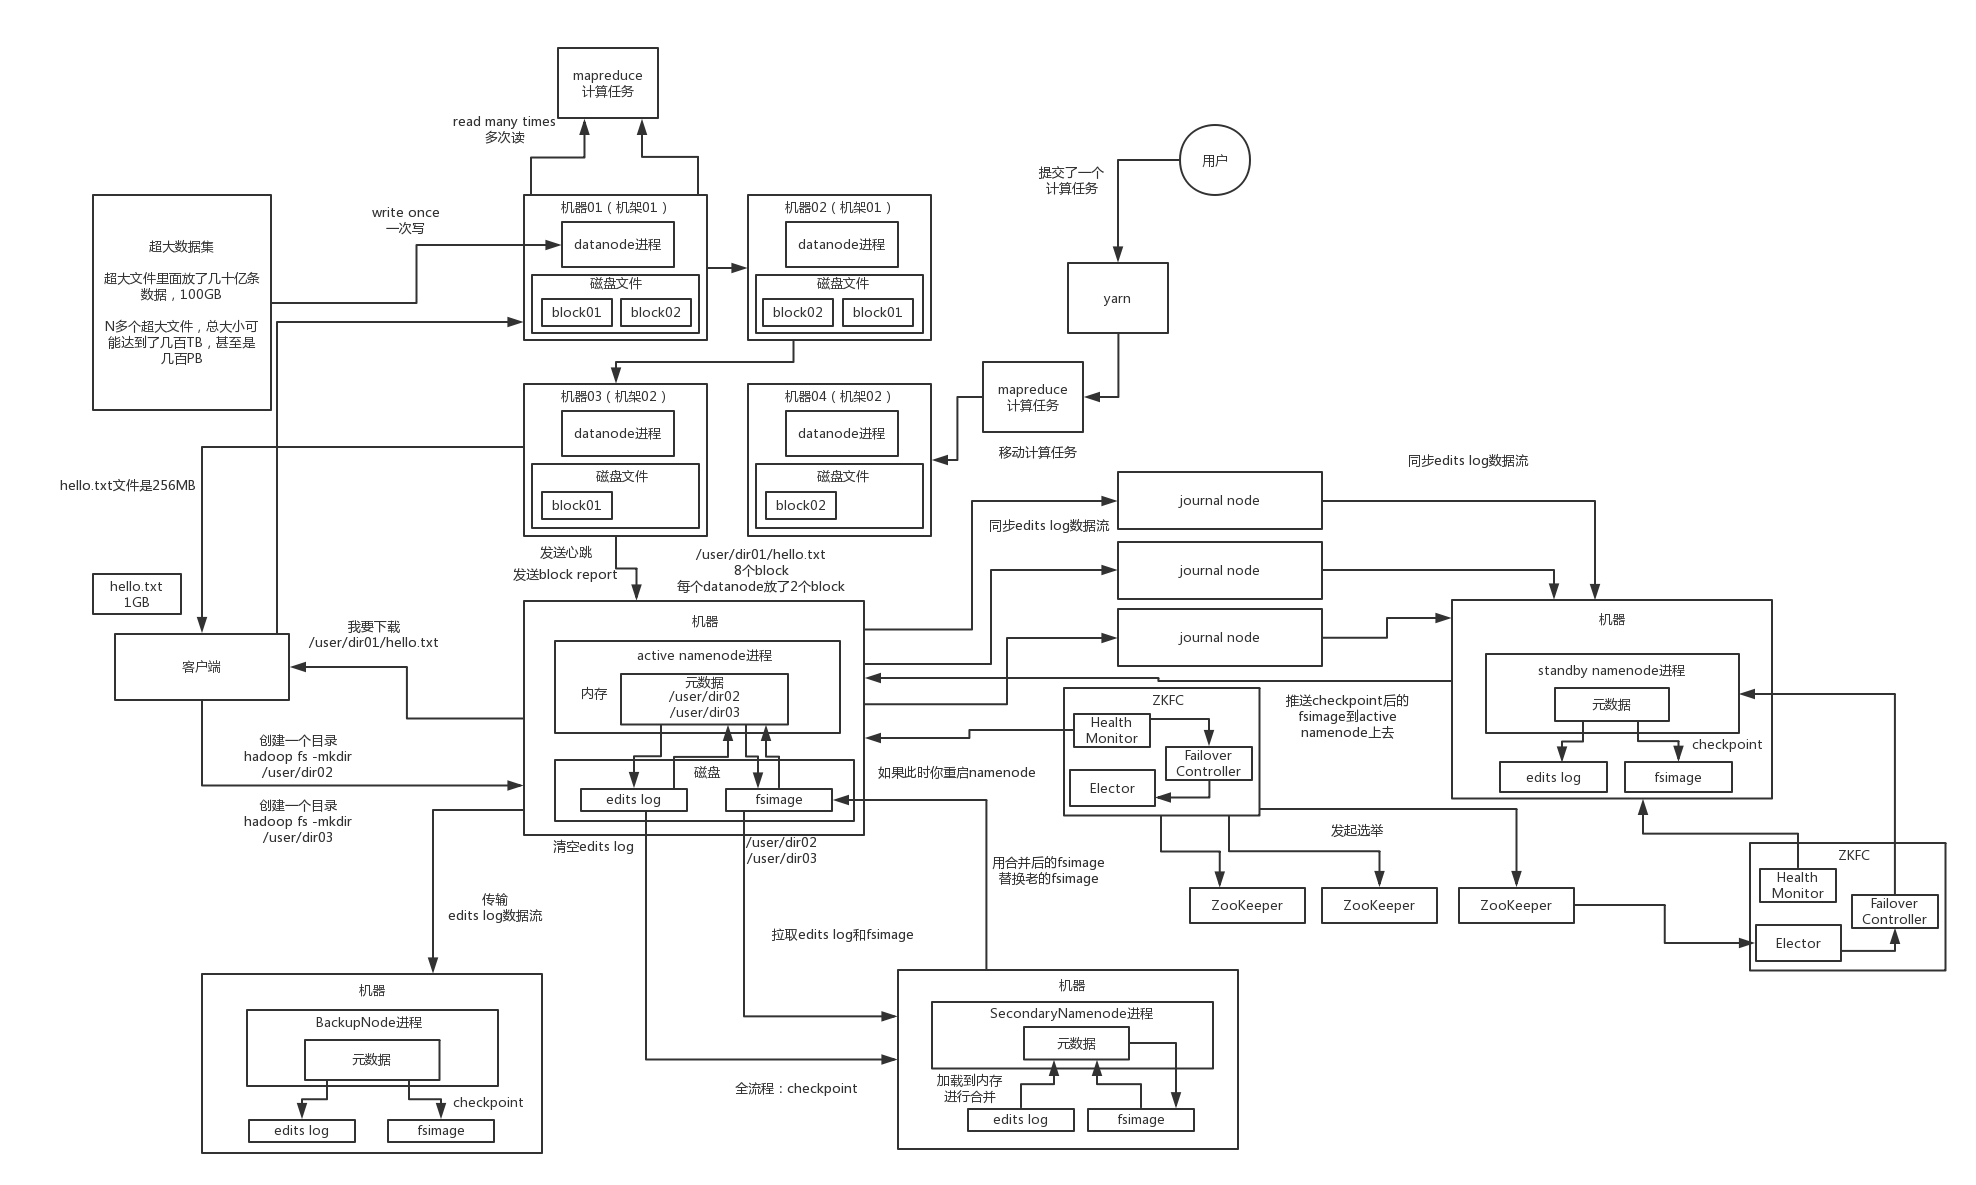 mapreduce
计算任务
read many times
多次读
用户
提交了一个
计算任务
超大数据集
超大文件里面放了几十亿条
数据，100GB
N多个超大文件，总大小可
能达到了几百TB，甚至是
几百PB
write once
一次写
机器01（机架01）
datanode进程
磁盘文件
block01
block02
机器02（机架01）
datanode进程
磁盘文件
block02
block01
yarn
机器03（机架02）
datanode进程
磁盘文件
block01
机器04（机架02）
datanode进程
磁盘文件
block02
mapreduce
计算任务
移动计算任务
同步edits log数据流
hello.txt文件是256MB
journal node
同步edits log数据流
journal node
journal node
发送心跳
发送block report
/user/dir01/hello.txt
8个block
每个datanode放了2个block
hello.txt
1GB
客户端
我要下载
/user/dir01/hello.txt
机器
active namenode进程
内存
元数据
/user/dir02
/user/dir03
磁盘
edits log
fsimage
机器
standby namenode进程
元数据
checkpoint
edits log
fsimage
推送checkpoint后的
fsimage到active
namenode上去
ZKFC
Health
Monitor
Failover
Controller
Elector
如果此时你重启namenode
创建一个目录
hadoop fs -mkdir
/user/dir02
创建一个目录
hadoop fs -mkdir
/user/dir03
清空edits log
/user/dir02
/user/dir03
用合并后的fsimage
替换老的fsimage
发起选举
ZooKeeper
ZooKeeper
ZooKeeper
ZKFC
Health
Monitor
Failover
Controller
Elector
传输
edits log数据流
拉取edits log和fsimage
机器
BackupNode进程
元数据
checkpoint
edits log
fsimage
全流程：checkpoint
机器
SecondaryNamenode进程
元数据
加载到内存
进行合并
edits log
fsimage